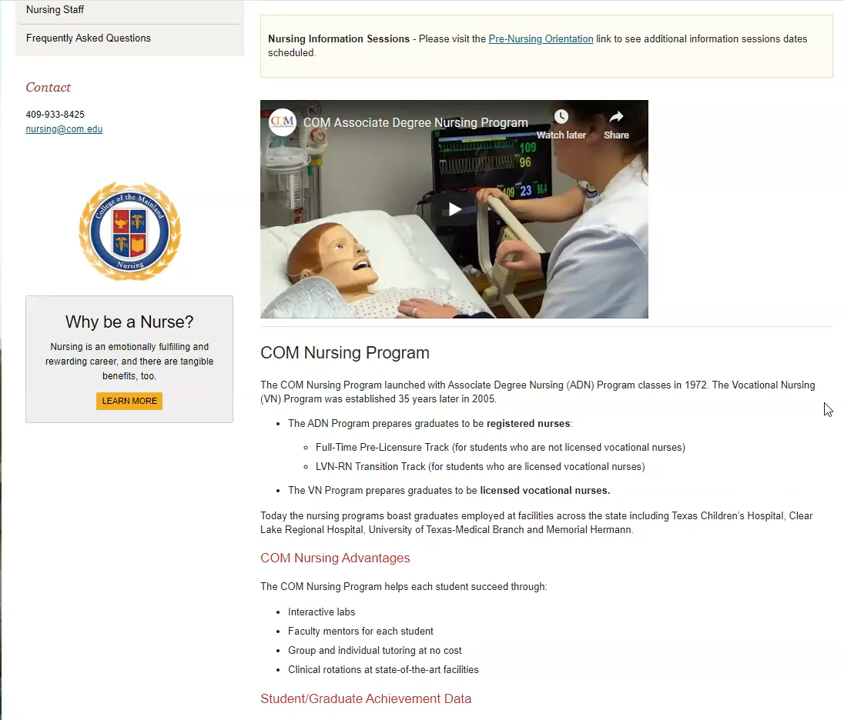 Nursing Staff
Frequently Asked Questions
Contact
409-933-8425
nursing@com.edu
College of the Mainland
Nursing
Why be a Nurse?
Nursing is an emotionally fulfilling and
rewarding career, and there are tangible
benefits, too.
LEARN MORE
Nursing Information Sessions - Please visit the Pre-Nursing Orientation link to see additional information sessions dates
scheduled.
COM
COM Associate Degree Nursing Program
Watch later
Share
109
96
109
23
98.4
COM Nursing Program
The COM Nursing Program launched with Associate Degree Nursing (ADN) Program classes in 1972. The Vocational Nursing
(VN) Program was established 35 years later in 2005.
• The ADN Program prepares graduates to be registered nurses:
◦ Full-Time Pre-Licensure Track (for students who are not licensed vocational nurses)
◦ LVN-RN Transition Track (for students who are licensed vocational nurses)
• The VN Program prepares graduates to be licensed vocational nurses.
Today the nursing programs boast graduates employed at facilities across the state including Texas Children's Hospital, Clear
Lake Regional Hospital, University of Texas-Medical Branch and Memorial Hermann.
COM Nursing Advantages
The COM Nursing Program helps each student succeed through:
• Interactive labs
• Faculty mentors for each student
• Group and individual tutoring at no cost
• Clinical rotations at state-of-the-art facilities
Student/Graduate Achievement Data